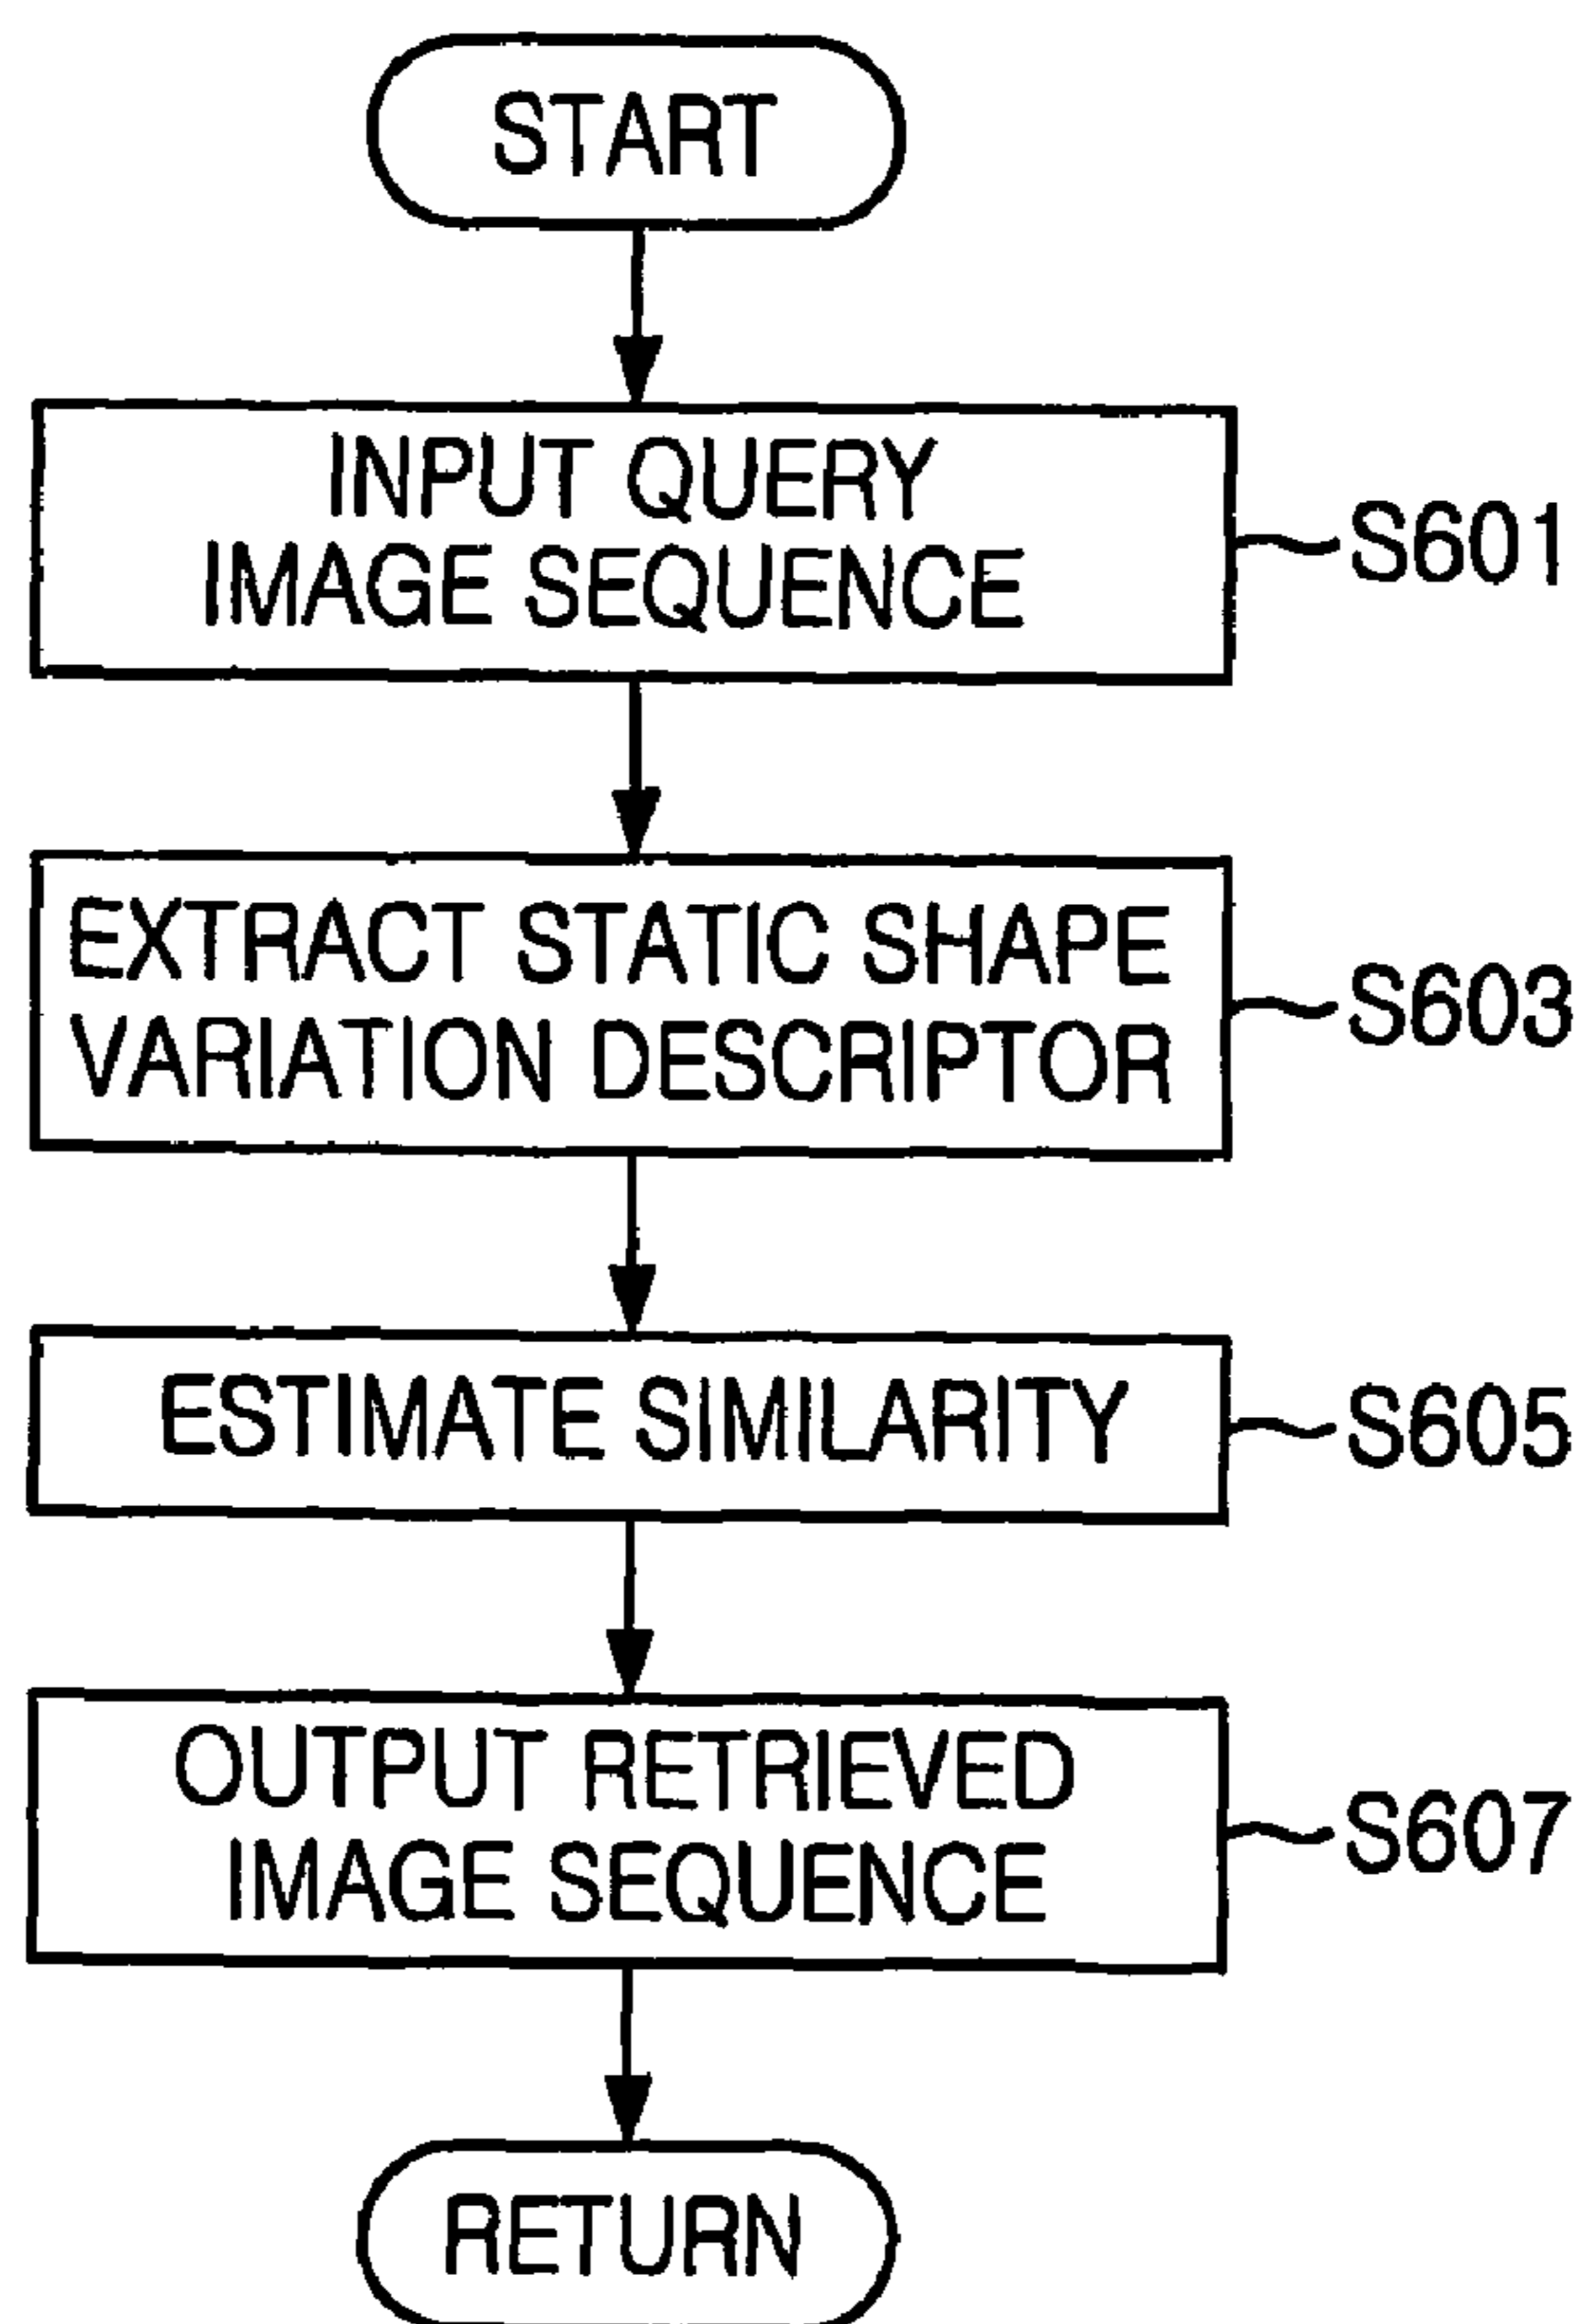 START
INPUT QUERY
IMAGE SEQUENCE
S601
EXTRACT STATIC SHAPE
VARIATION DESCRIPTOR
S603
ESTIMATE SIMILARITY
S605
OUTPUT RETRIEVED
IMAGE SEQUENCE
S607
RETURN